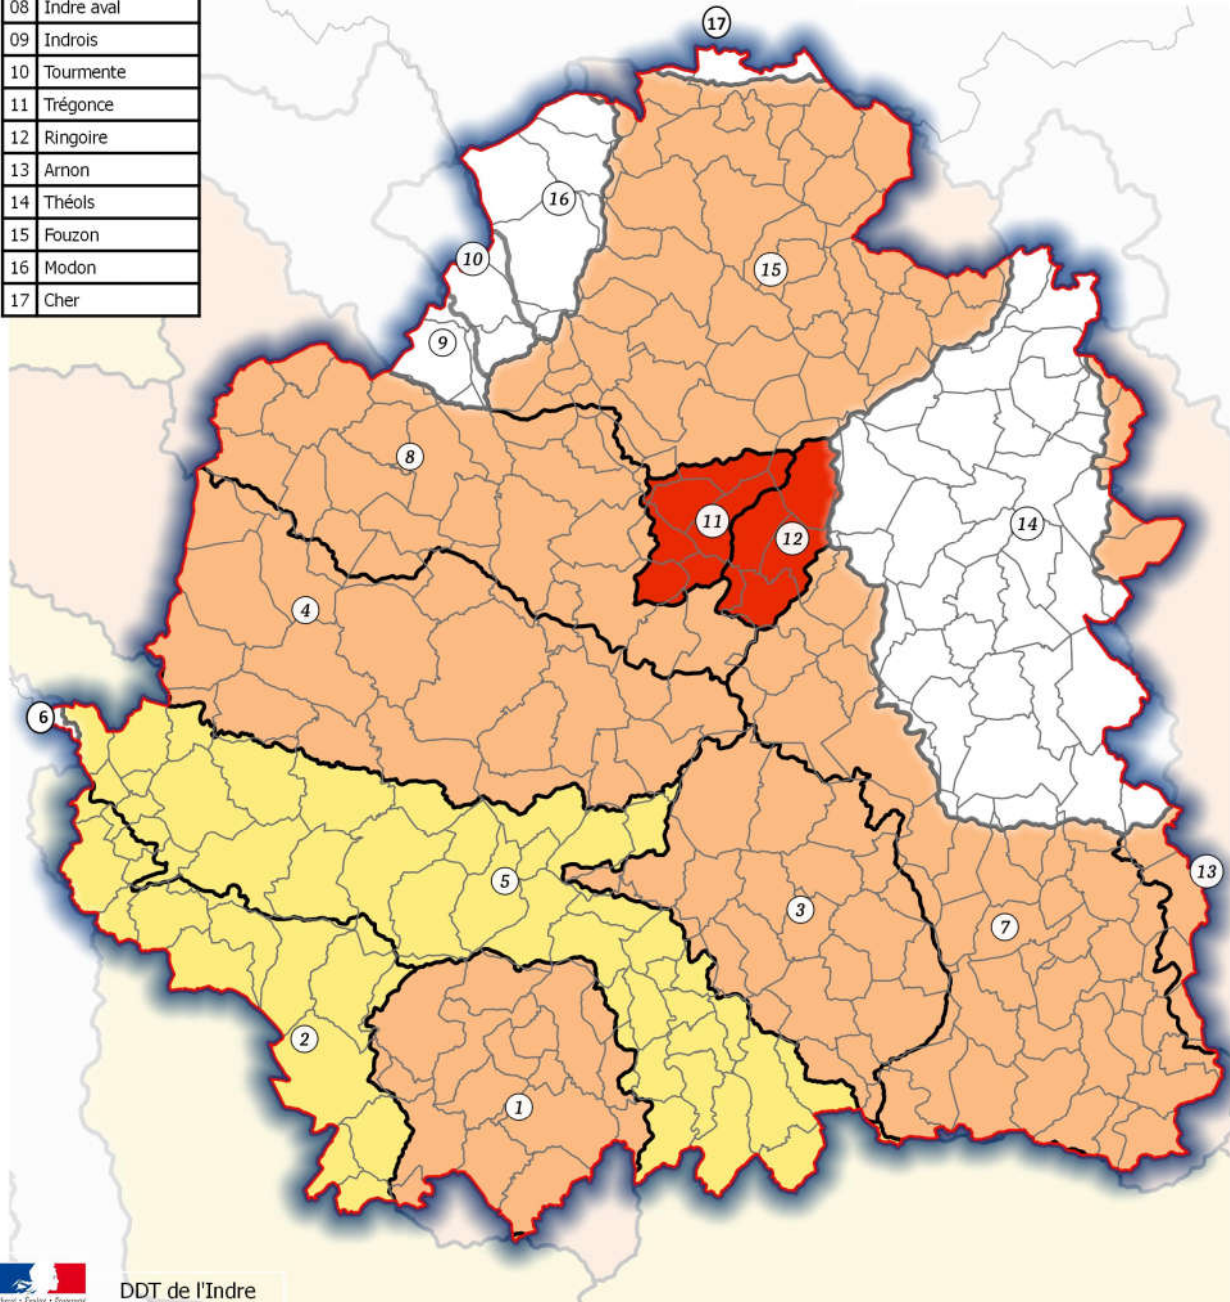 08 Indre aval
09 Indrois
10 Tourmente
11 Trégonce
12 Ringoire
13 Arnon
14 Théols
15 Fouzon
16 Modon
17 Cher
17
16
10
15
9
8
11
12
14
4
6
5
13
3
7
2
1
DDT de l'Indre